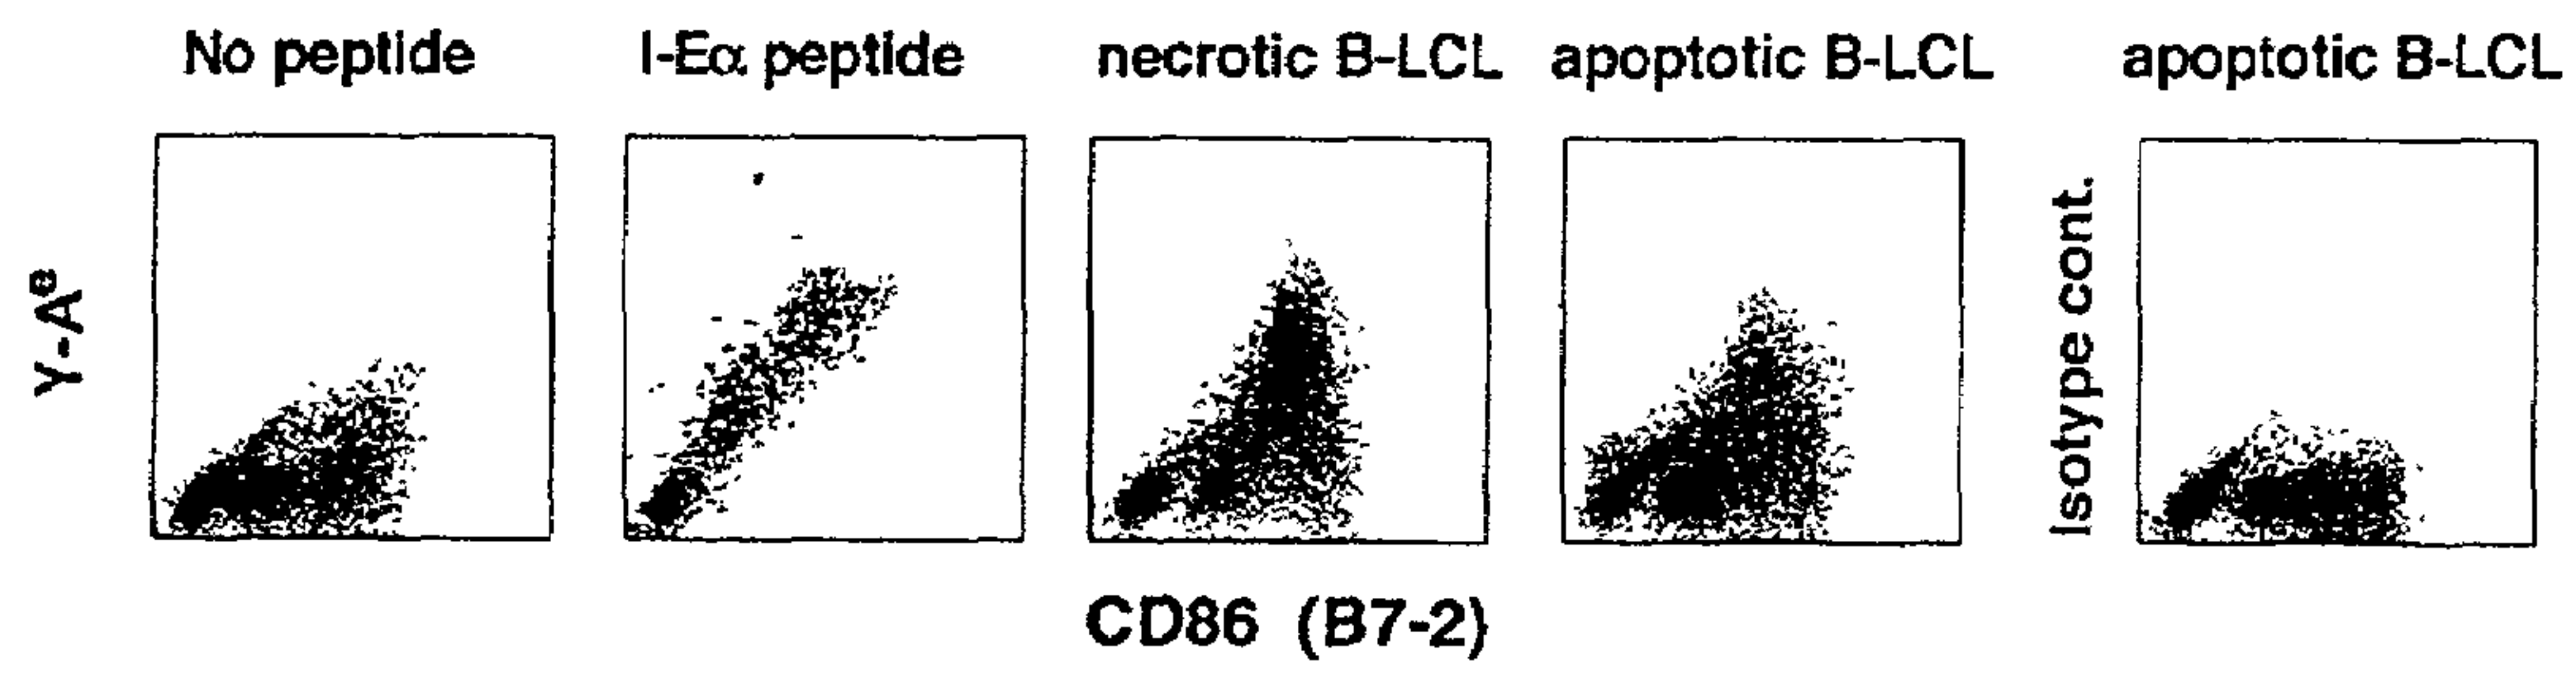 No peptide
I-Eα peptide
necrotic B-LCL
apoptotic B-LCL
apoptotic B-LCL
Y-Aᵉ
Isotype cont.
CD86 (B7-2)